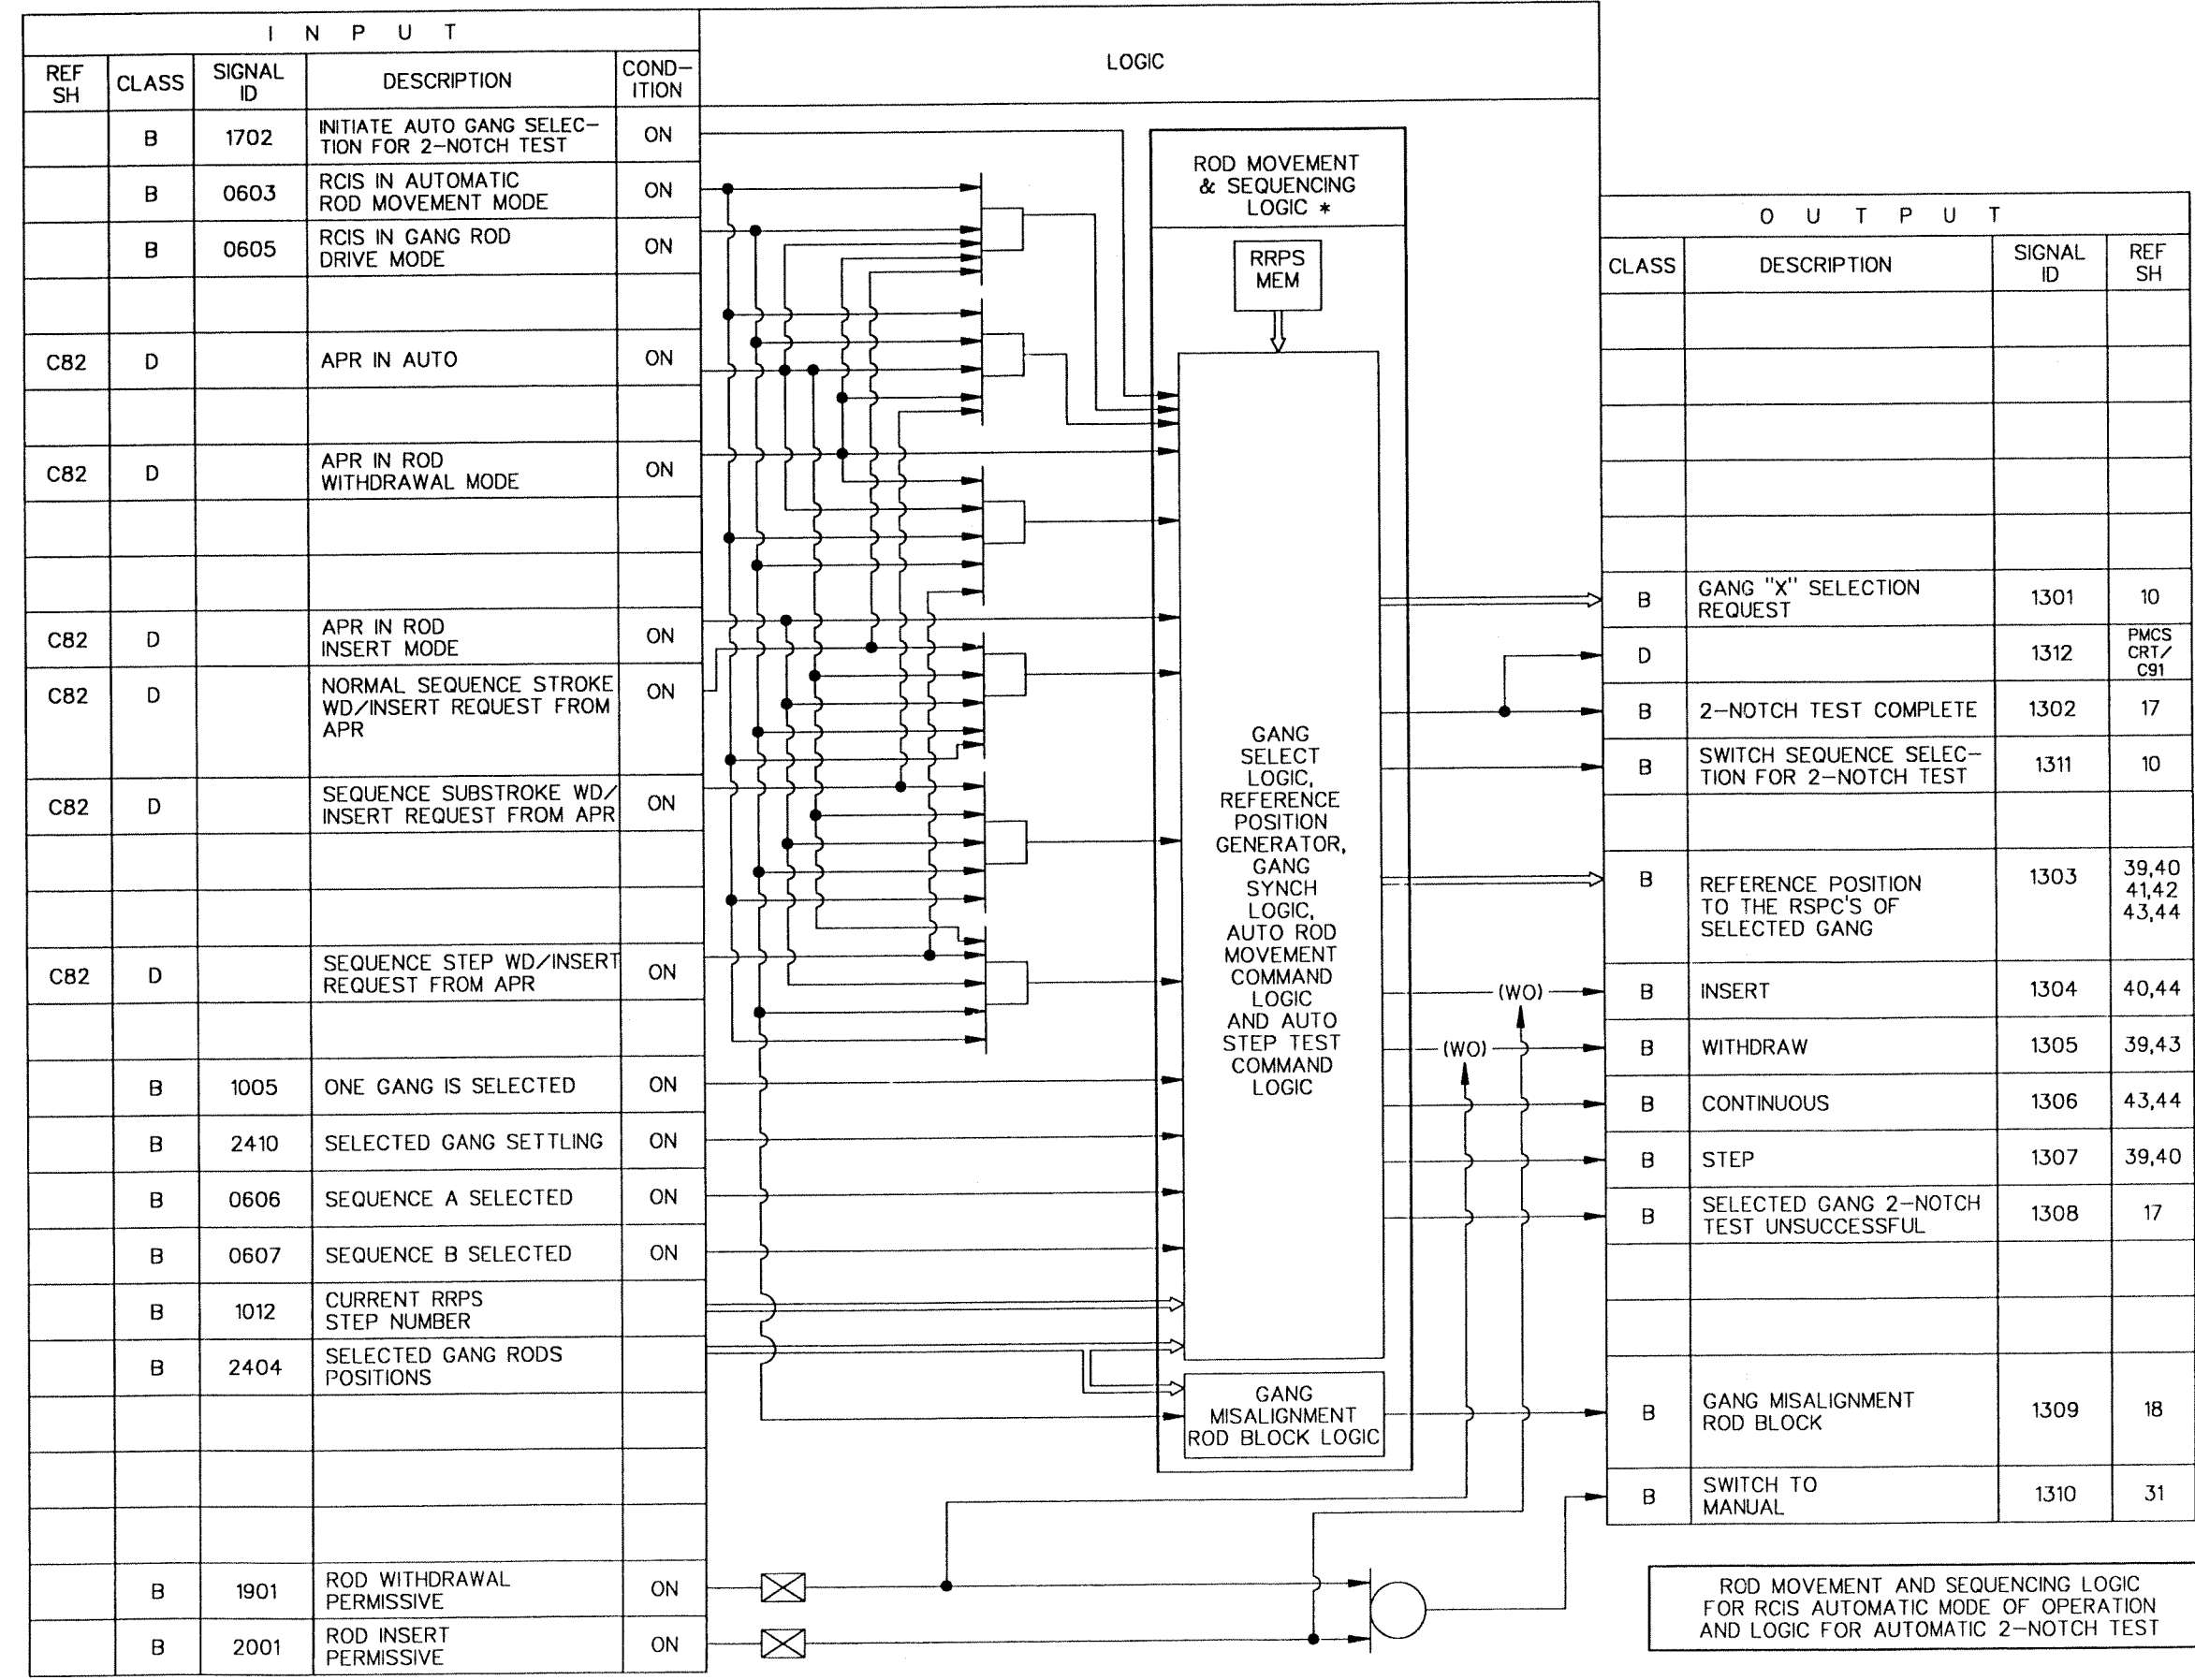 I N P U T
REF SH
CLASS
SIGNAL ID
DESCRIPTION
COND-ITION
LOGIC
B 1702 INITIATE AUTO GANG SELEC-
TION FOR 2-NOTCH TEST ON
B 0603 RCIS IN AUTOMATIC
ROD MOVEMENT MODE ON
B 0605 RCIS IN GANG ROD
DRIVE MODE ON
C82 D APR IN AUTO ON
C82 D APR IN ROD
WITHDRAWAL MODE ON
C82 D APR IN ROD
INSERT MODE ON
C82 D NORMAL SEQUENCE STROKE
WD/INSERT REQUEST FROM
APR ON
C82 D SEQUENCE SUBSTROKE WD/
INSERT REQUEST FROM APR ON
C82 D SEQUENCE STEP WD/INSERT
REQUEST FROM APR ON
B 1005 ONE GANG IS SELECTED ON
B 2410 SELECTED GANG SETTLING ON
B 0606 SEQUENCE A SELECTED ON
B 0607 SEQUENCE B SELECTED ON
B 1012 CURRENT RRPS
STEP NUMBER
B 2404 SELECTED GANG RODS
POSITIONS
B 1901 ROD WITHDRAWAL
PERMISSIVE ON
B 2001 ROD INSERT
PERMISSIVE ON
ROD MOVEMENT
& SEQUENCING
LOGIC *
RRPS
MEM
GANG
SELECT
LOGIC,
REFERENCE
POSITION
GENERATOR,
GANG
SYNCH
LOGIC,
AUTO ROD
MOVEMENT
COMMAND
LOGIC
AND AUTO
STEP TEST
COMMAND
LOGIC
GANG
MISALIGNMENT
ROD BLOCK LOGIC
(WO)
(WO)
O U T P U T
CLASS
DESCRIPTION
SIGNAL ID
REF SH
B GANG "X" SELECTION
REQUEST 1301 10
D 1312 PMCS
CRT/
C91
B 2-NOTCH TEST COMPLETE 1302 17
B SWITCH SEQUENCE SELEC-
TION FOR 2-NOTCH TEST 1311 10
B REFERENCE POSITION
TO THE RSPC'S OF
SELECTED GANG 1303 39,40
41,42
43,44
B INSERT 1304 40,44
B WITHDRAW 1305 39,43
B CONTINUOUS 1306 43,44
B STEP 1307 39,40
B SELECTED GANG 2-NOTCH
TEST UNSUCCESSFUL 1308 17
B GANG MISALIGNMENT
ROD BLOCK 1309 18
B SWITCH TO
MANUAL 1310 31
ROD MOVEMENT AND SEQUENCING LOGIC
FOR RCIS AUTOMATIC MODE OF OPERATION
AND LOGIC FOR AUTOMATIC 2-NOTCH TEST